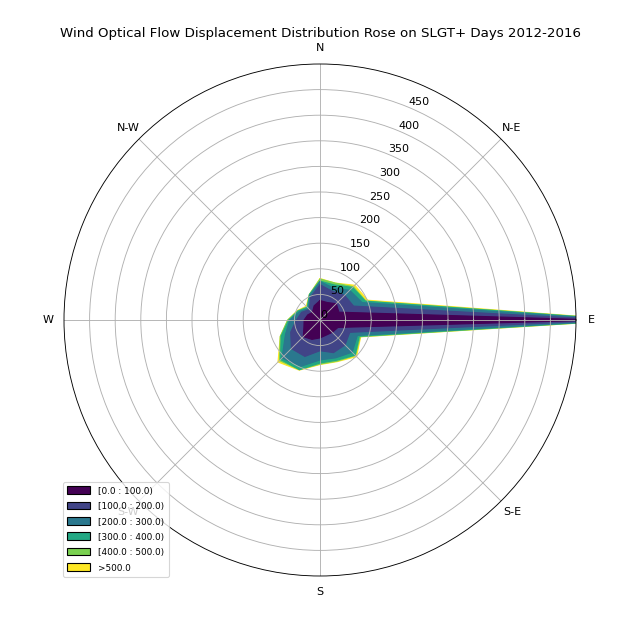 Wind Optical Flow Displacement Distribution Rose on SLGT+ Days 2012-2016
N
N-W
N-E
450
400
350
300
250
200
150
100
50
W
E
S-W
S-E
S
[0.0 : 100.0)
[100.0 : 200.0)
[200.0 : 300.0)
[300.0 : 400.0)
[400.0 : 500.0)
>500.0